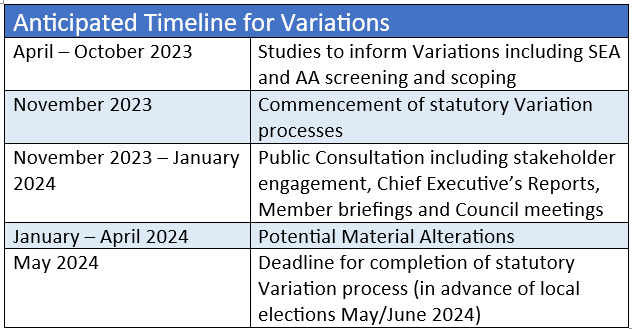 Anticipated Timeline for Variations
April – October 2023
Studies to inform Variations including SEA
and AA screening and scoping
November 2023
Commencement of statutory Variation
processes
November 2023 – January
2024
Public Consultation including stakeholder
engagement, Chief Executive’s Reports,
Member briefings and Council meetings
January – April 2024
Potential Material Alterations
May 2024
Deadline for completion of statutory
Variation process (in advance of local
elections May/June 2024)